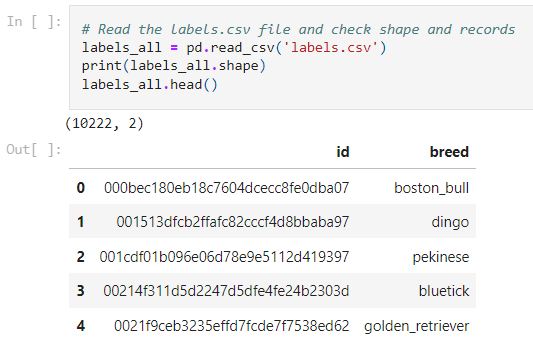 In [ ]:
# Read the labels.csv file and check shape and records
labels_all = pd.read_csv('labels.csv')
print(labels_all.shape)
labels_all.head()
(10222, 2)
Out[ ]:
id breed
0 000bec180eb18c7604dcecc8fe0dba07 boston_bull
1 001513dfcb2ffafc82cccf4d8bbaba97 dingo
2 001cdf01b096e06d78e9e5112d419397 pekinese
3 00214f311d5d2247d5dfe4fe24b2303d bluetick
4 0021f9ceb3235effd7fcde7f7538ed62 golden_retriever